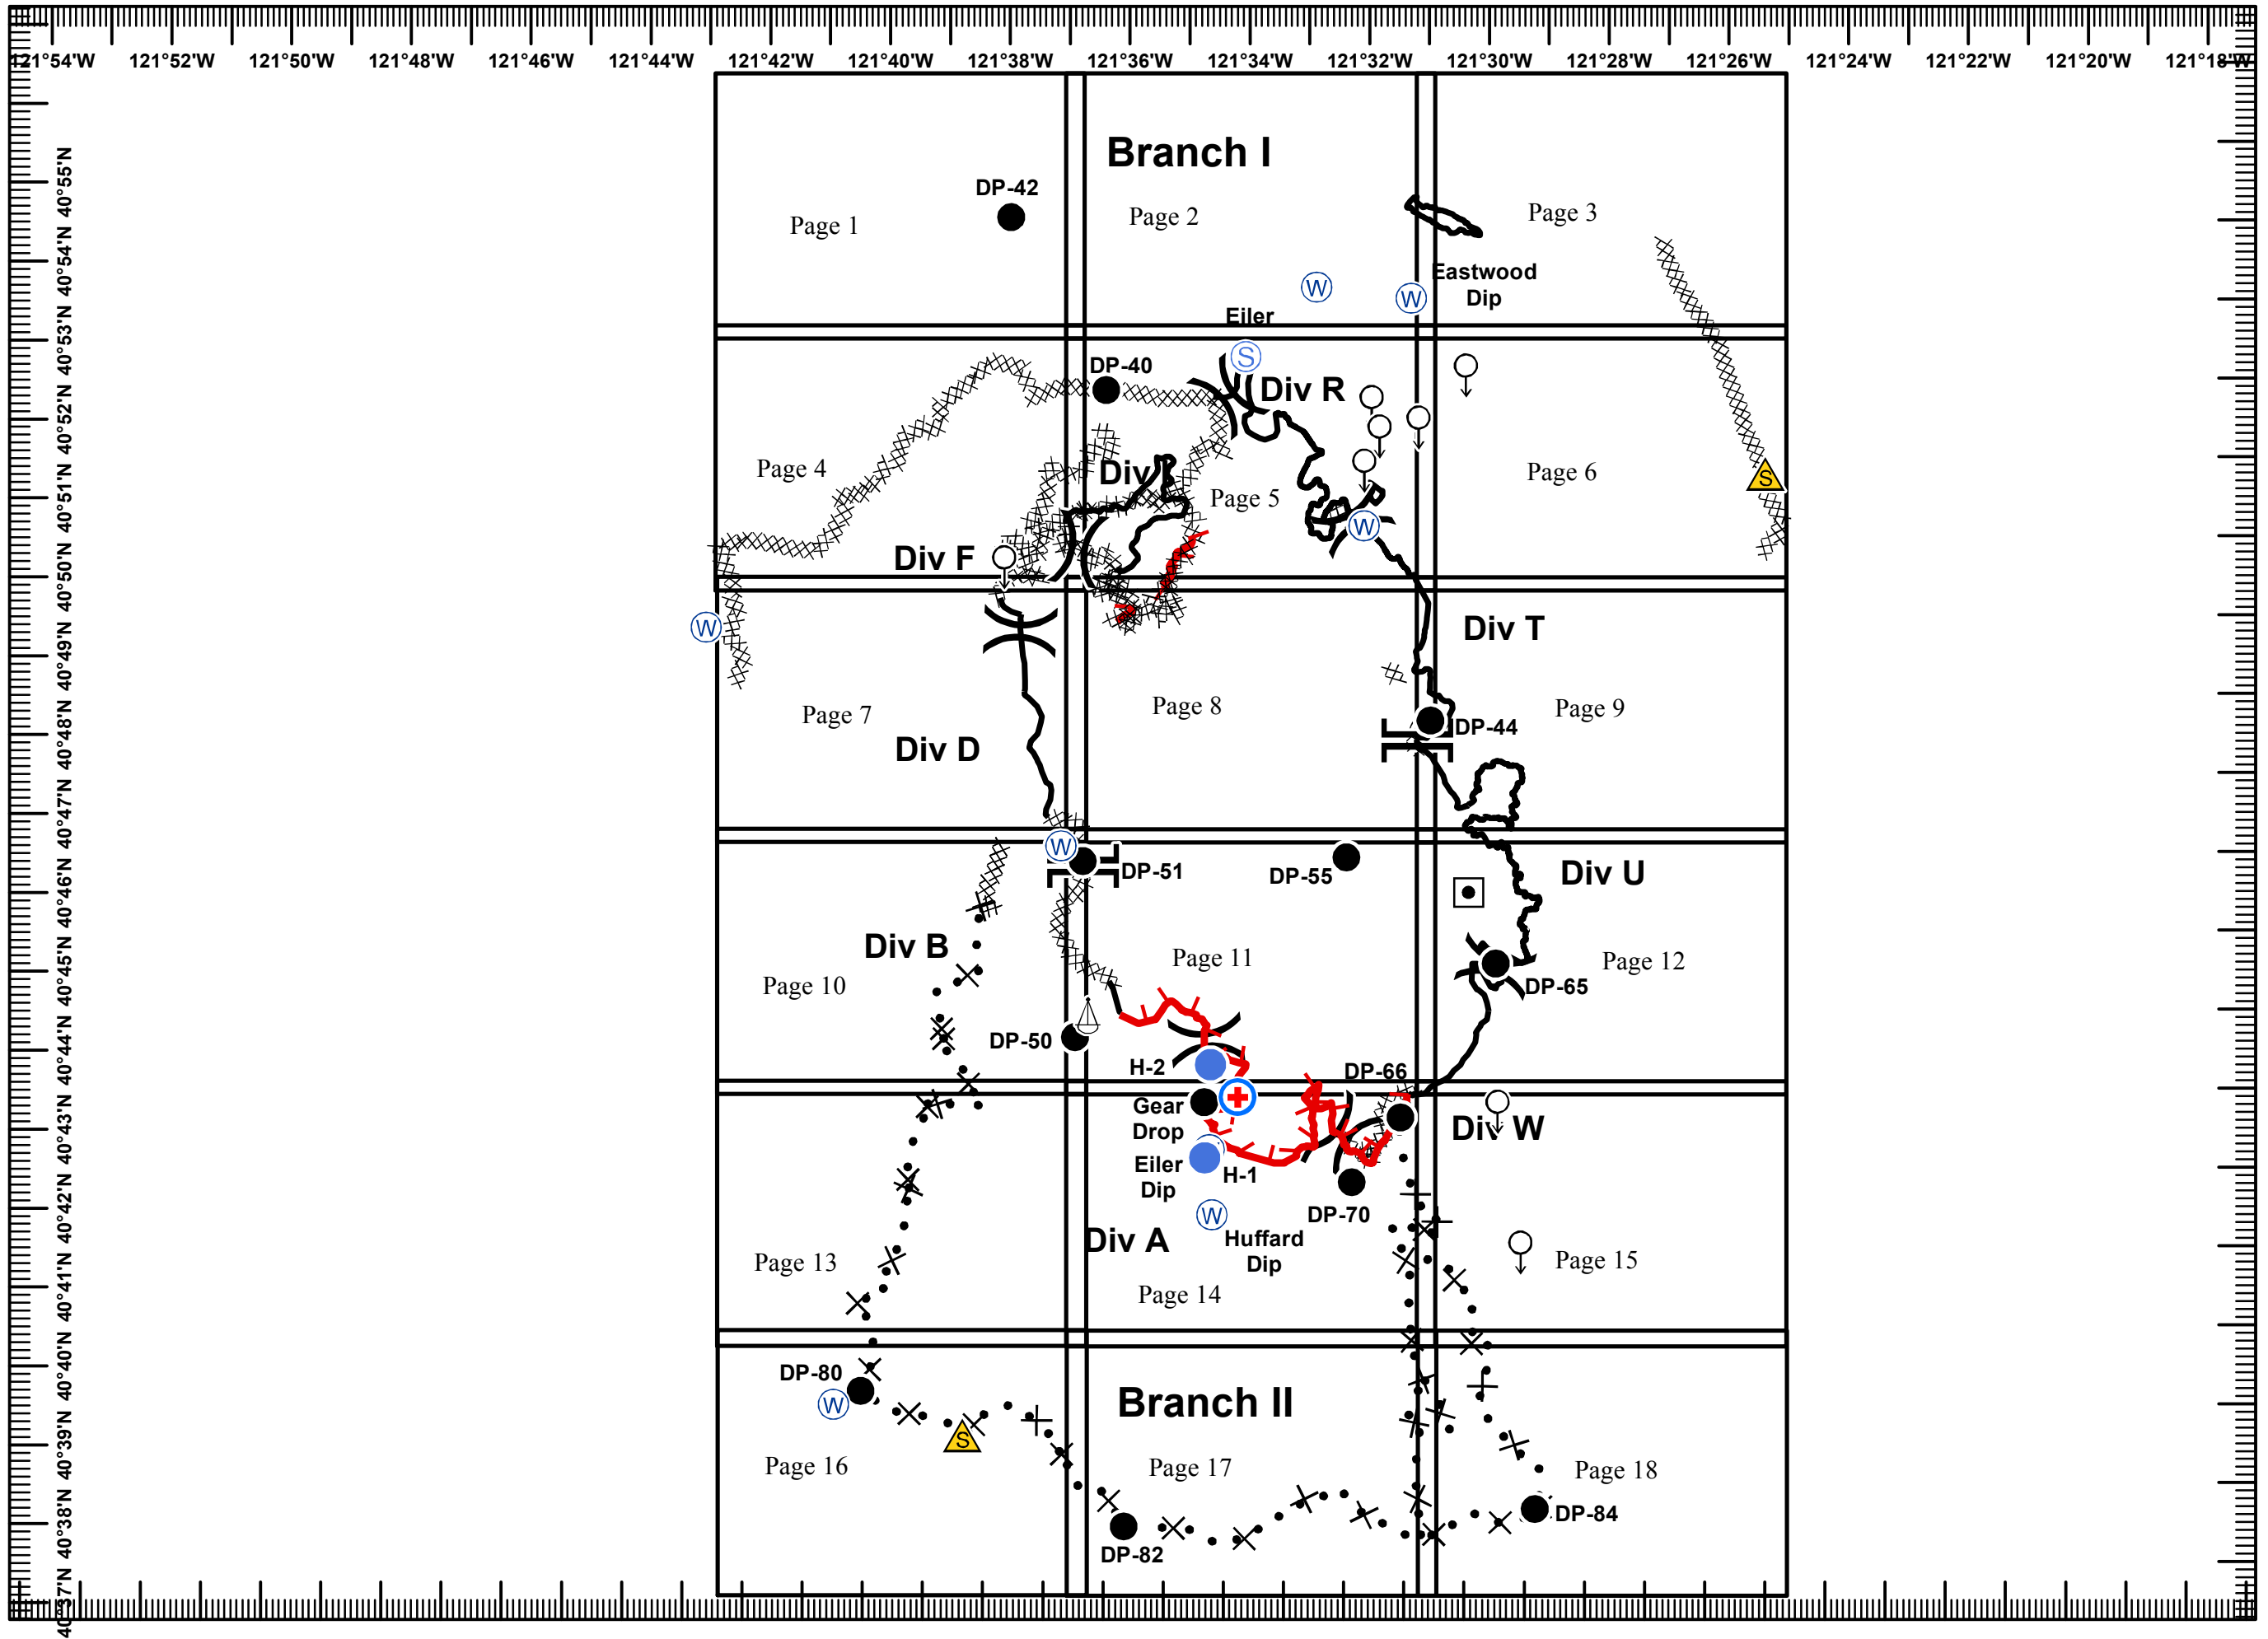 121°54'W 121°52'W 121°50'W 121°48'W 121°46'W 121°44'W 121°42'W 121°40'W 121°38'W 121°36'W 121°34'W 121°32'W 121°30'W 121°28'W 121°26'W 121°24'W 121°22'W 121°20'W 121°18'W
40°55'N
40°54'N
40°53'N
40°52'N
40°51'N
40°50'N
40°49'N
40°48'N
40°47'N
40°46'N
40°45'N
40°44'N
40°43'N
40°42'N
40°41'N
40°40'N
40°39'N
40°38'N
40°37'N
Branch I
DP-42
Page 1
Page 2
Page 3
Eastwood
Dip
W
W
Eiler
S
DP-40
Div R
Page 4
Div
Page 5
Page 6
S
W
Div F
W
Div T
Page 7
Page 8
Page 9
DP-44
Div D
W
DP-51
DP-55
Div U
Div B
Page 10
Page 11
Page 12
DP-65
DP-50
H-2
DP-66
Gear
Drop
Div W
Eiler
Dip
H-1
DP-70
W
Huffard
Dip
Div A
Page 13
Page 14
Page 15
DP-80
W
S
Branch II
Page 16
Page 17
Page 18
DP-82
DP-84